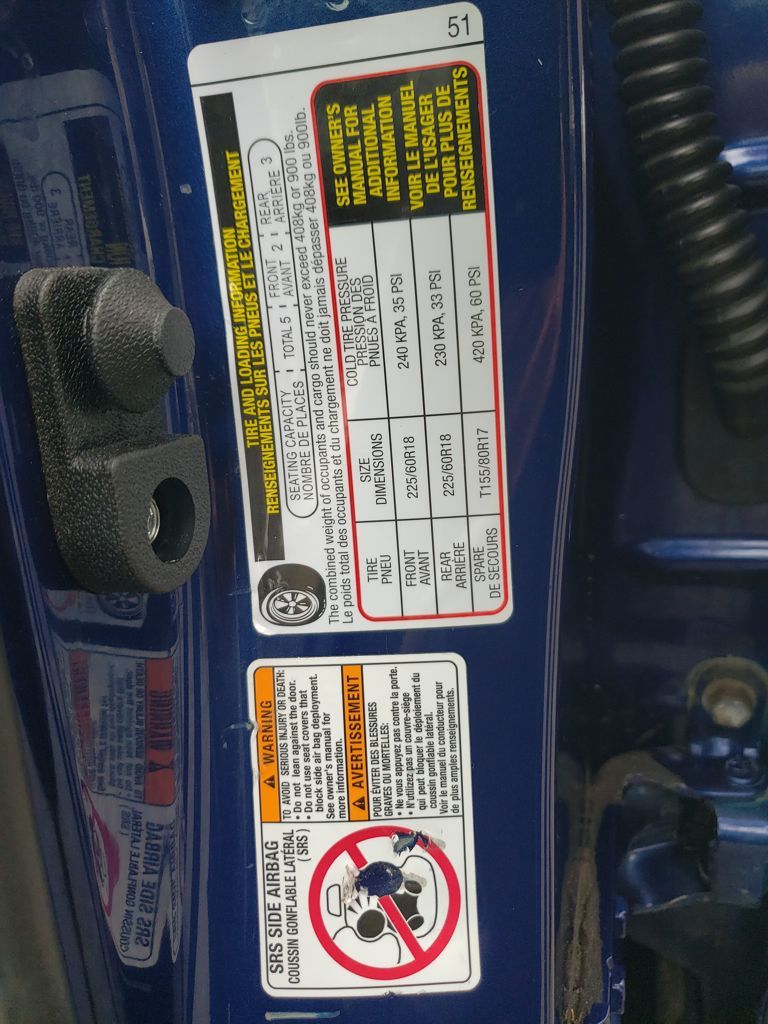 51
TIRE AND LOADING INFORMATION
RENSEIGNEMENTS SUR LES PNEUS ET LE CHARGEMENT
SEATING CAPACITY TOTAL 5 FRONT 2 REAR 3
NOMBRE DE PLACES AVANT ARRIÈRE
The combined weight of occupants and cargo should never exceed 408kg or 900 lbs.
Le poids total des occupants et du chargement ne doit jamais dépasser 408kg ou 900lb.
TIRE
PNEU
SIZE
DIMENSIONS
COLD TIRE PRESSURE
PRESSION DES
PNUES À FROID
SEE OWNER'S
MANUAL FOR
ADDITIONAL
INFORMATION
VOIR LE MANUEL
DE L'USAGER
POUR PLUS DE
RENSEIGNEMENTS
FRONT
AVANT
225/60R18
240 KPA, 35 PSI
REAR
ARRIÈRE
225/60R18
230 KPA, 33 PSI
SPARE
DE SECOURS
T155/80R17
420 KPA, 60 PSI
SRS SIDE AIRBAG
COUSSIN GONFLABLE LATÉRAL
(SRS)
WARNING
TO AVOID SERIOUS INJURY OR DEATH:
• Do not lean against the door.
• Do not use seat covers that
block side air bag deployment.
See owner's manual for
more information.
AVERTISSEMENT
POUR ÉVITER DES BLESSURES
GRAVES OU MORTELLES:
• Ne vous appuyez pas contre la porte.
• N'utilizez pas un couvre-siège
qui peut bloquer le déploiement du
coussin gonflable latéral.
Voir le manuel du conducteur pour
de plus amples renseignements.